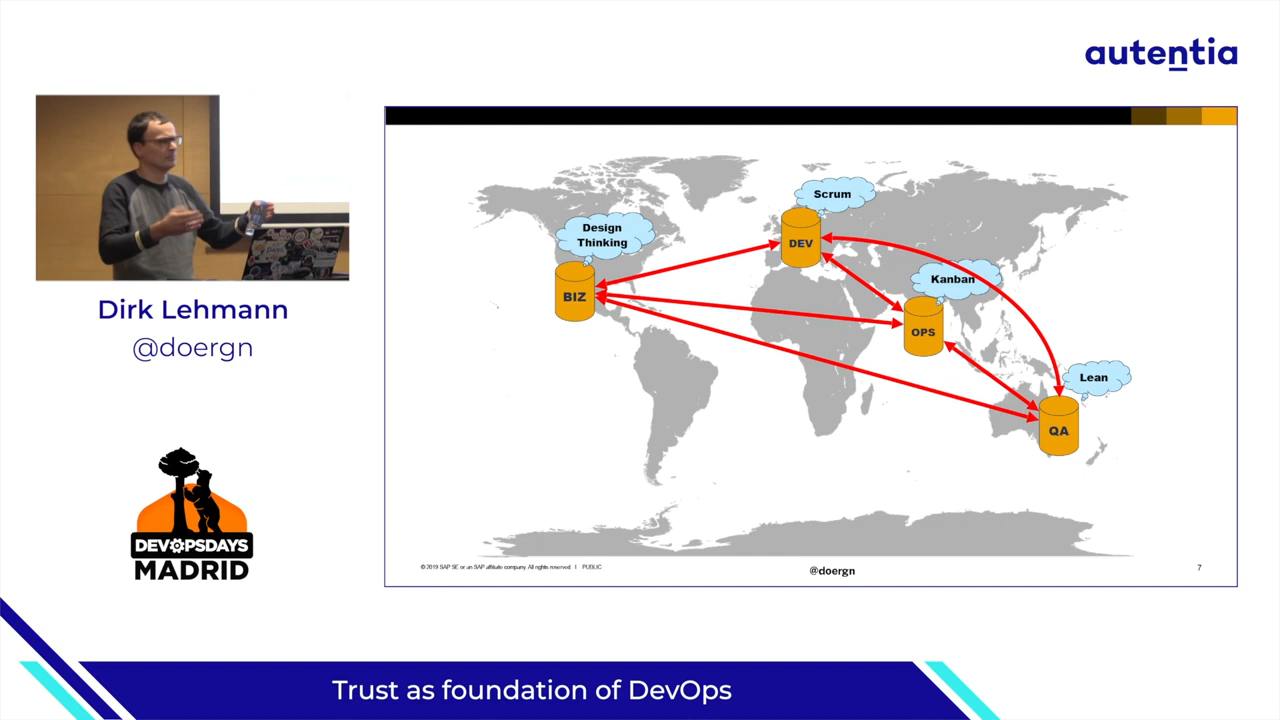 autentia
Dirk Lehmann
@doergn
DEVOPSDAYS
MADRID
Scrum
Design
Thinking
DEV
Kanban
BIZ
OPS
Lean
QA
© 2019 SAP SE or an SAP affiliate company. All rights reserved. I PUBLIC
@doergn
7
Trust as foundation of DevOps